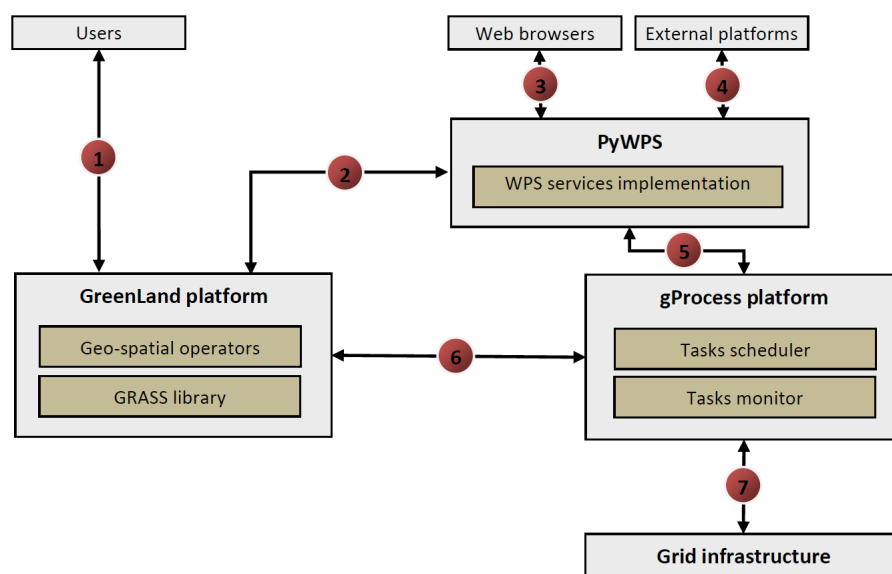 Users
Web browsers
External platforms
3
4
1
PyWPS
2
WPS services implementation
5
GreenLand platform
gProcess platform
Geo-spatial operators
6
Tasks scheduler
GRASS library
Tasks monitor
7
Grid infrastructure